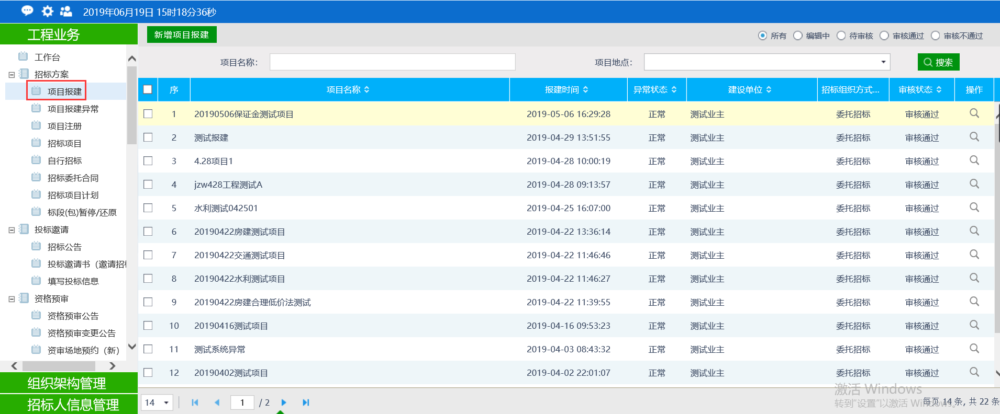 2019年06月19日 15时18分36秒
工程业务
工作台
招标方案
项目报建
项目报建异常
项目注册
招标项目
自行招标
招标委托合同
招标项目计划
标段(包)暂停/还原
投标邀请
招标公告
投标邀请书（邀请招
填写投标信息
资格预审
资格预审公告
资格预审变更公告
资审场地预约（新）
组织架构管理
招标人信息管理
新增项目报建
所有 编辑中 待审核 审核通过 审核不通过
项目名称： 项目地点： 搜索
序 项目名称 报建时间 异常状态 建设单位 招标组织方式... 审核状态 操作
1 20190506保证金测试项目 2019-05-06 16:29:28 正常 测试业主 委托招标 审核通过
2 测试报建 2019-04-29 13:51:55 正常 测试业主 委托招标 审核通过
3 4.28项目1 2019-04-28 10:00:19 正常 测试业主 委托招标 审核通过
4 jzw428工程测试A 2019-04-28 09:13:57 正常 测试业主 委托招标 审核通过
5 水利测试042501 2019-04-25 16:07:00 正常 测试业主 委托招标 审核通过
6 20190422房建测试项目 2019-04-22 13:36:14 正常 测试业主 委托招标 审核通过
7 20190422交通测试项目 2019-04-22 11:46:46 正常 测试业主 委托招标 审核通过
8 20190422水利测试项目 2019-04-22 11:46:27 正常 测试业主 委托招标 审核通过
9 20190422房建合理低价法测试 2019-04-22 11:39:55 正常 测试业主 委托招标 审核通过
10 20190416测试项目 2019-04-16 09:53:23 正常 测试业主 委托招标 审核通过
11 测试系统异常 2019-04-03 08:43:32 正常 测试业主 委托招标 审核通过
12 20190402测试项目 2019-04-02 22:01:07 正常 测试业主 委托招标 审核通过
14 1 / 2 每页 14 条, 共 22 条
激活 Windows
转到"设置"以激活 Windows。